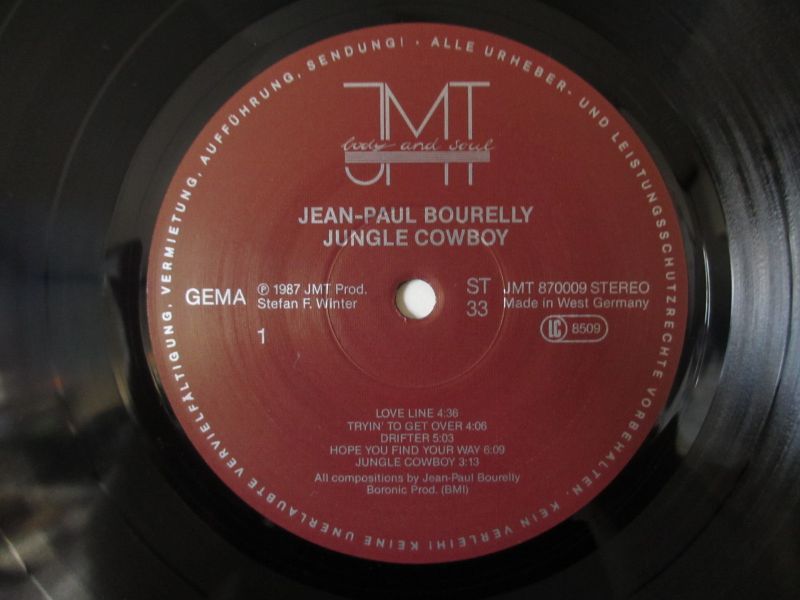 ALLE URHEBER- UND LEISTUNGSSCHUTZRECHTE VORBEHALTEN. KEIN VERLEIH! KEINE UNERLAUBTE VERVIELFÄLTIGUNG, VERMIETUNG, AUFFÜHRUNG, SENDUNG! ·
JMT
body and soul
JEAN-PAUL BOURELLY
JUNGLE COWBOY
GEMA
℗ 1987 JMT Prod.
Stefan F. Winter
1
ST
33
JMT 870009 STEREO
Made in West Germany
LC 8509
LOVE LINE 4:36
TRYIN' TO GET OVER 4:06
DRIFTER 5:03
HOPE YOU FIND YOUR WAY 6:09
JUNGLE COWBOY 3:13
All compositions by Jean-Paul Bourelly
Boronic Prod. (BMI)